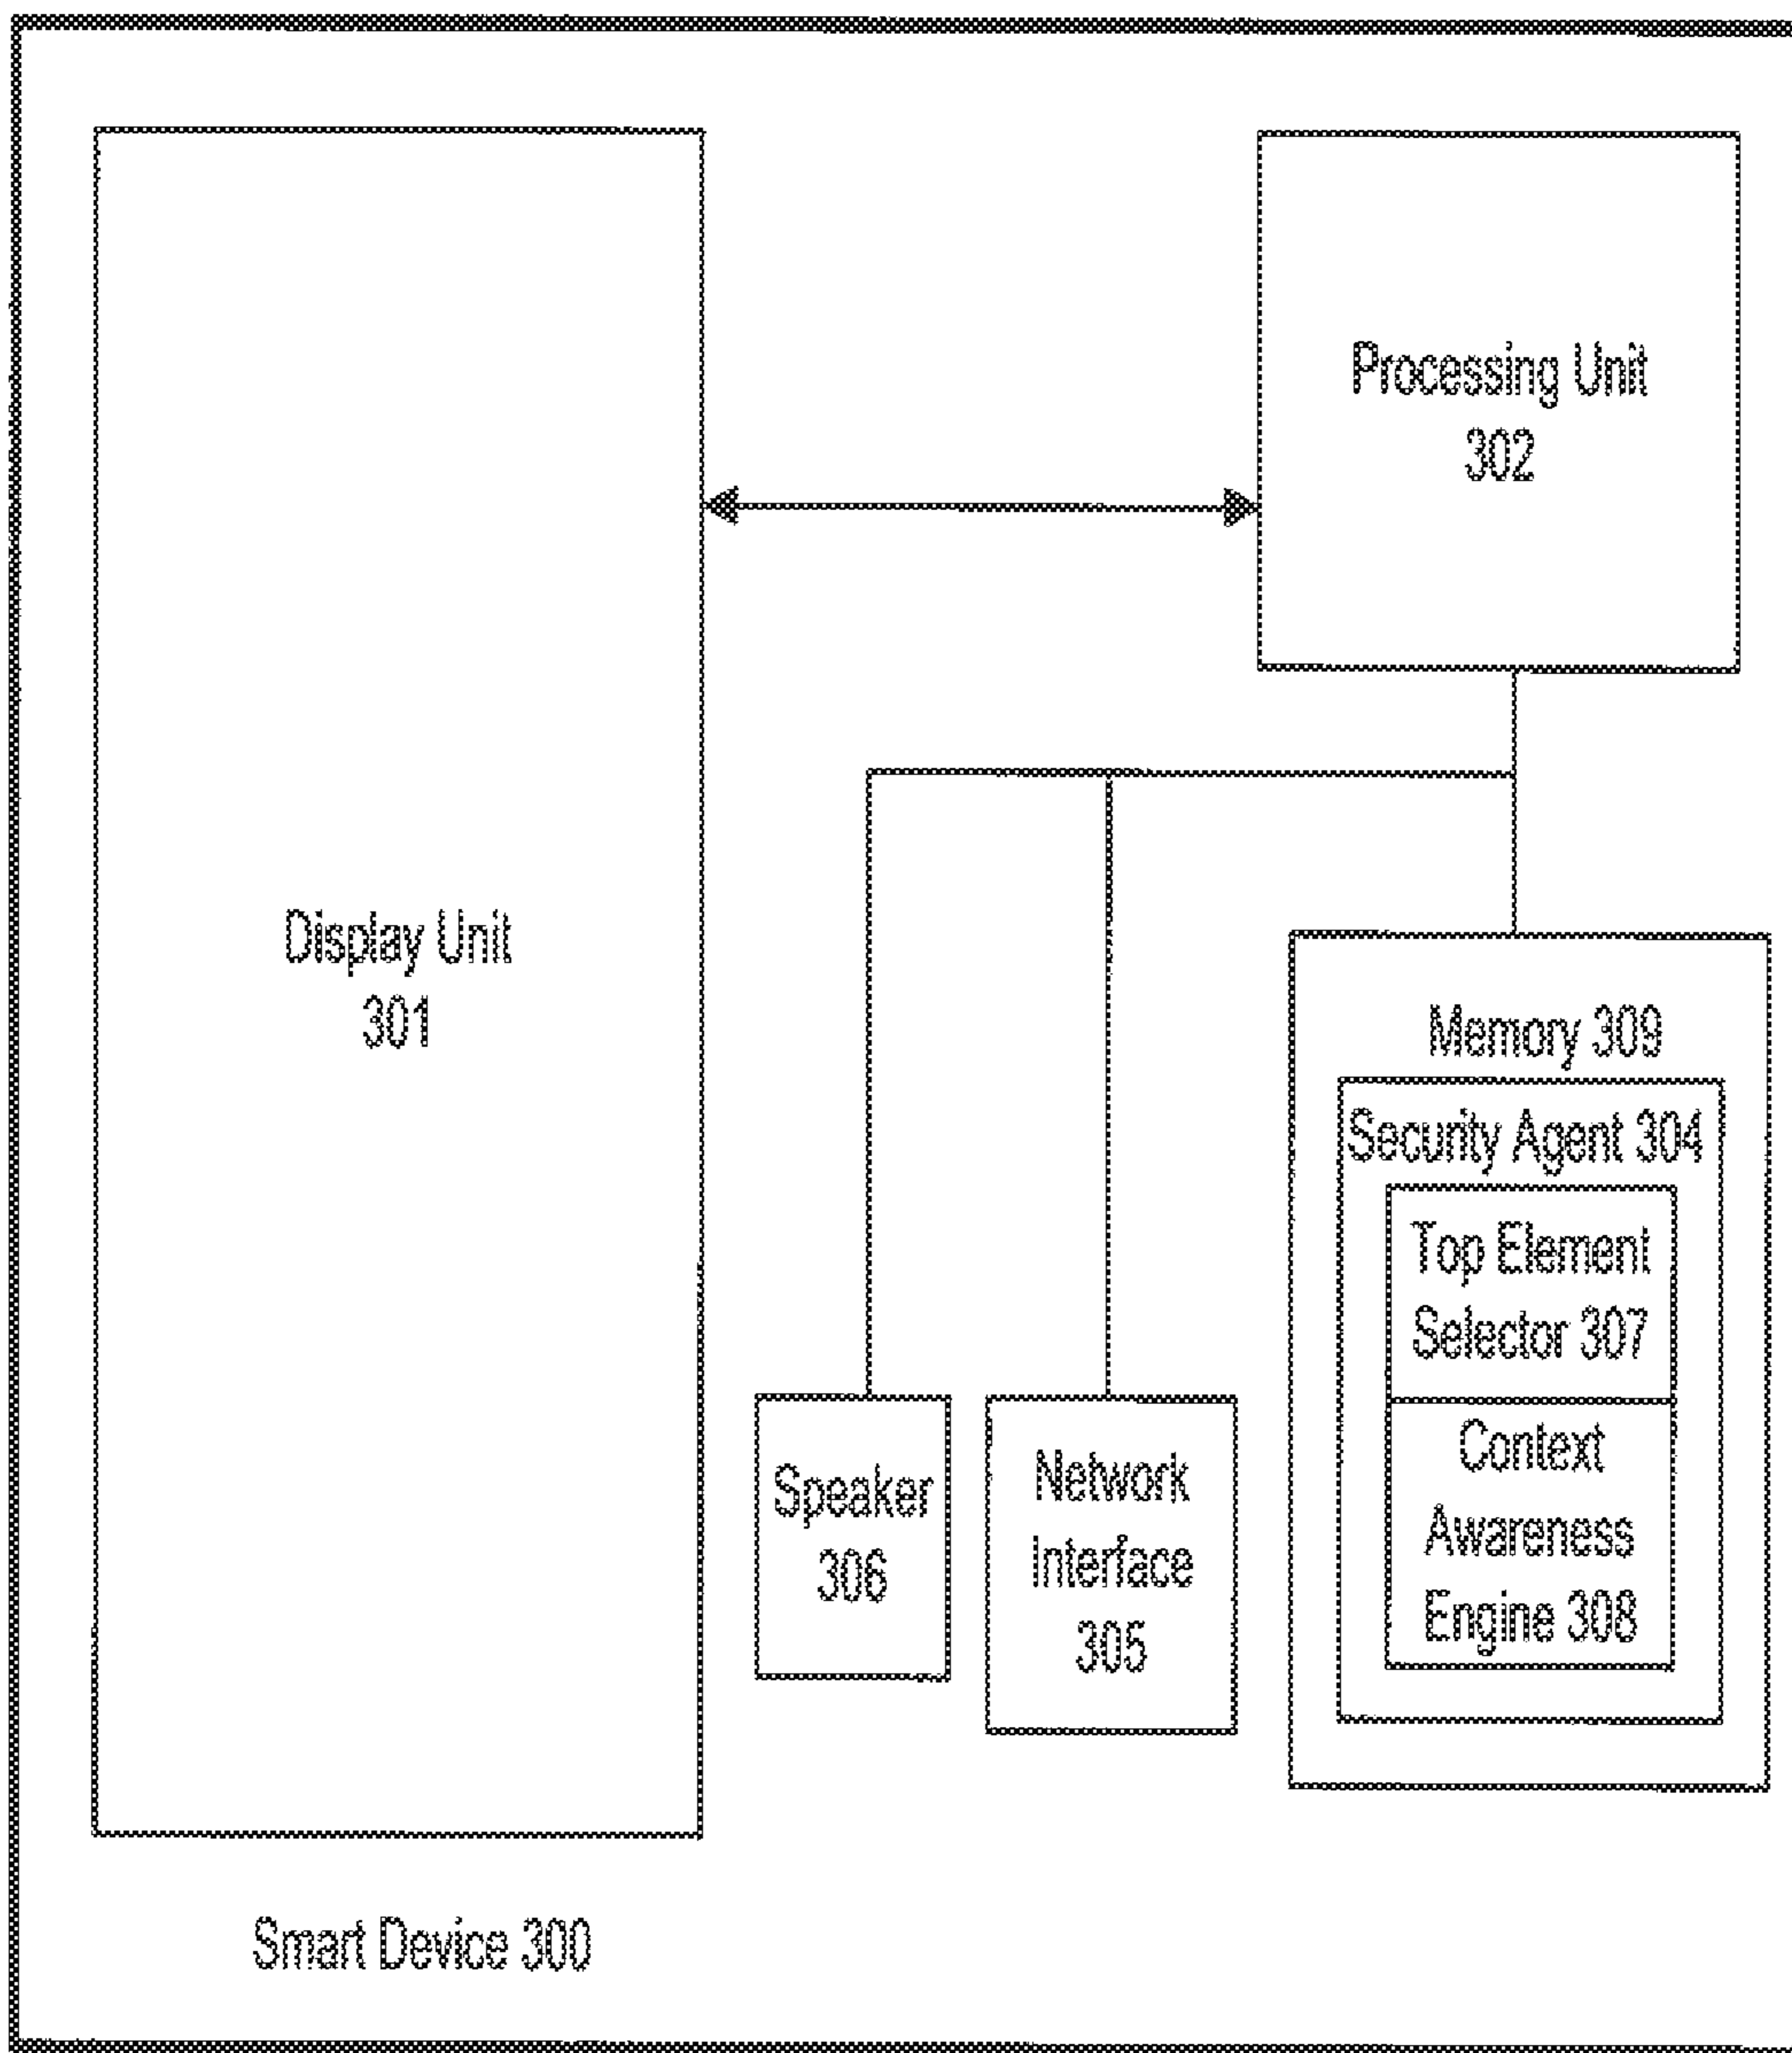 Display Unit
301
Processing Unit
302
Speaker
306
Network
Interface
305
Memory 309
Security Agent 304
Top Element
Selector 307
Context
Awareness
Engine 308
Smart Device 300